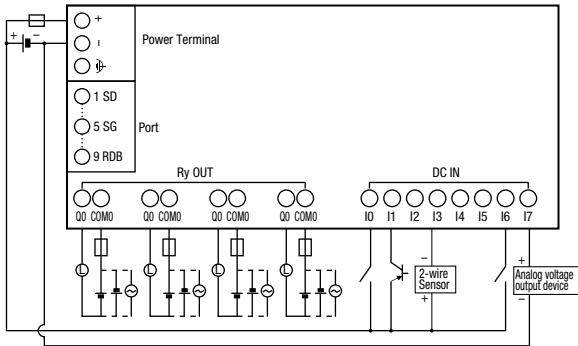 +
−
Power Terminal
+ −
1 SD
5 SG
Port
9 RDB
Ry OUT
DC IN
Q0 COM0 Q0 COM0 Q0 COM0 Q0 COM0 I0 I1 I2 I3 I4 I5 I6 I7
L L L L
−
2-wire
Sensor
+
+
Analog voltage
output device
−